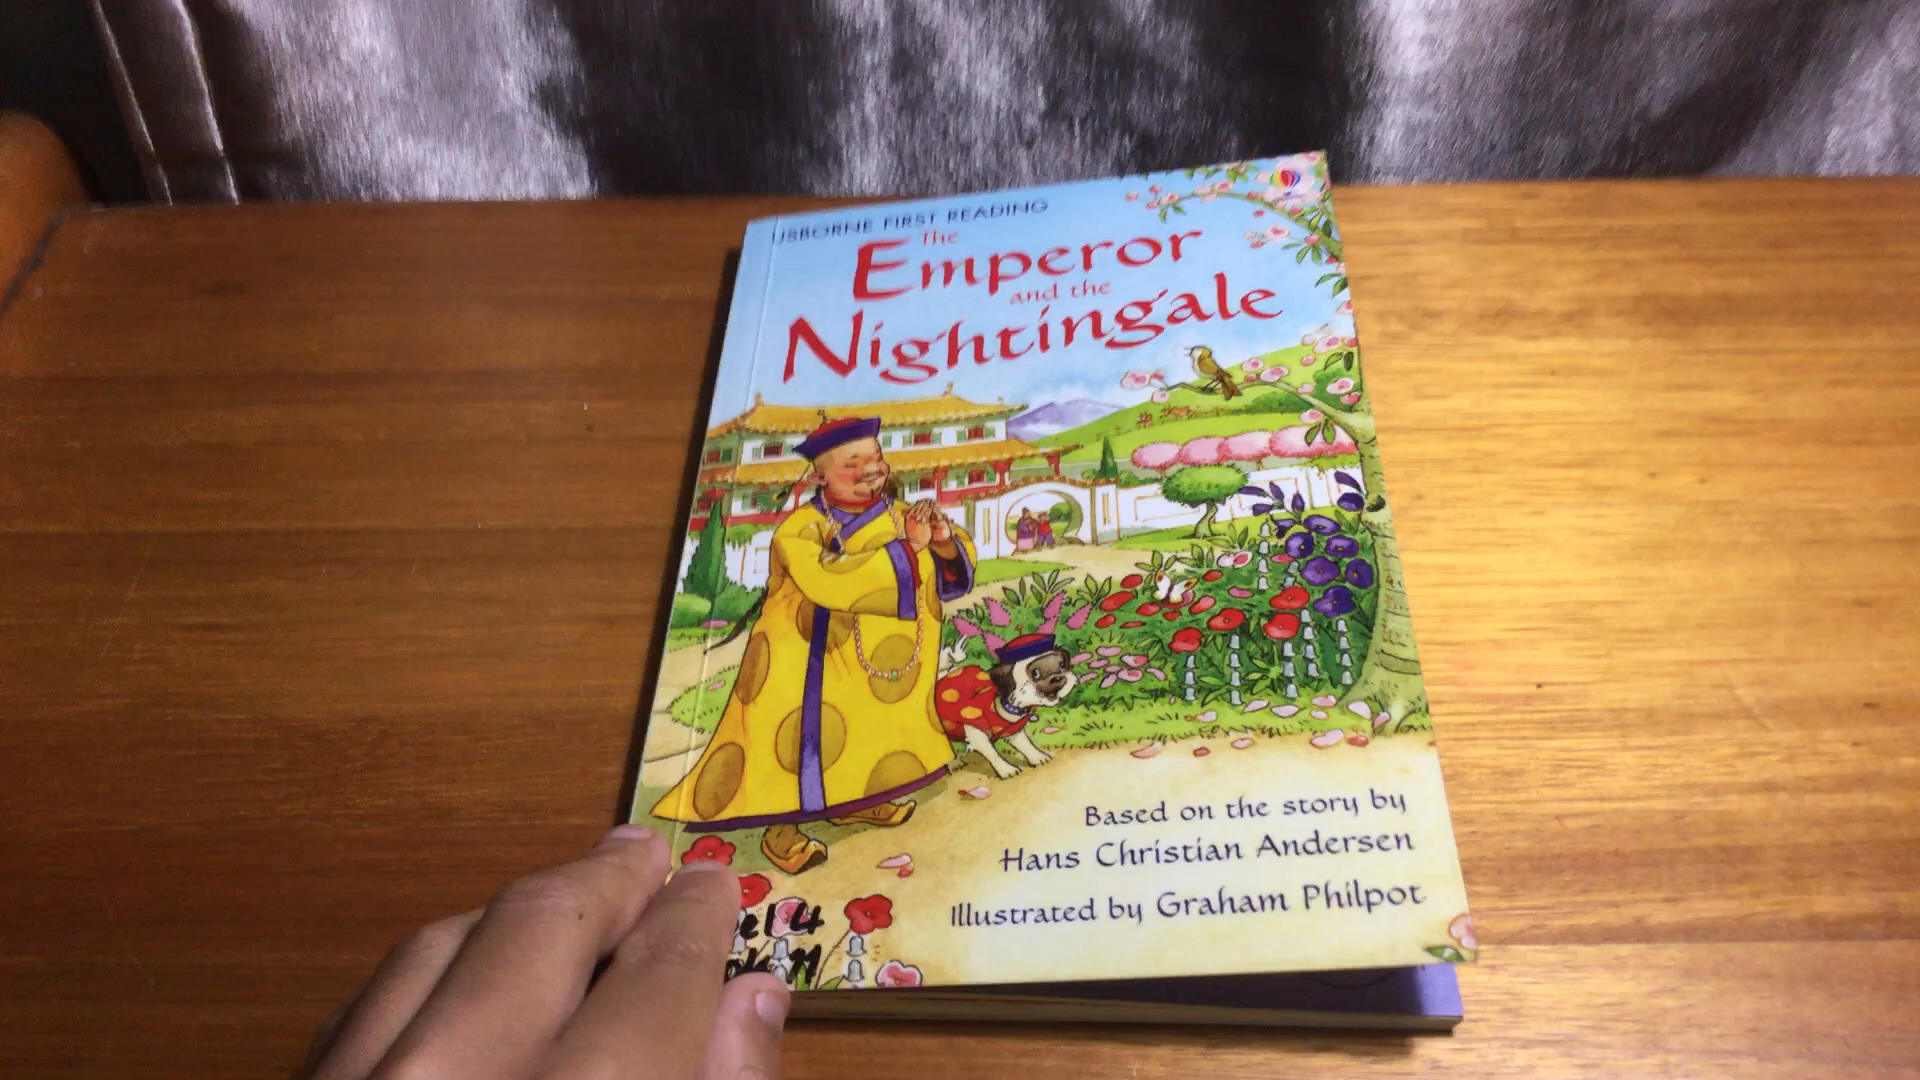 USBORNE FIRST READING
The
Emperor
and the
Nightingale
Based on the story by
Hans Christian Andersen
Illustrated by Graham Philpot